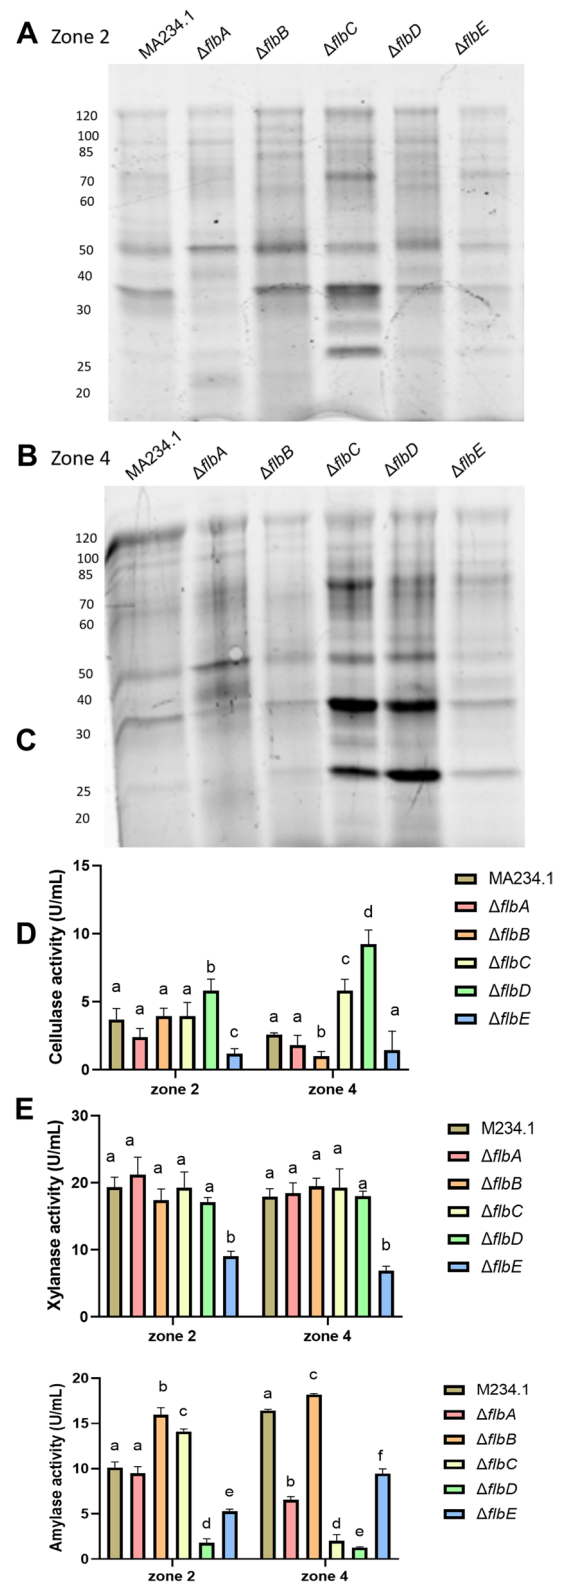 A Zone 2 MA234.1 ΔflbA ΔflbB ΔflbC ΔflbD ΔflbE
120
100
85
70
60
50
40
30
25
20
B Zone 4 MA234.1 ΔflbA ΔflbB ΔflbC ΔflbD ΔflbE
120
100
85
70
60
50
40
30
25
20
C
D
Cellulase activity (U/mL)
15
10
5
0
a a a a b c
a a b c d a
zone 2 zone 4
MA234.1
ΔflbA
ΔflbB
ΔflbC
ΔflbD
ΔflbE
E
Xylanase activity (U/mL)
30
20
10
0
a a a a a b
a a a a a b
zone 2 zone 4
M234.1
ΔflbA
ΔflbB
ΔflbC
ΔflbD
ΔflbE
Amylase activity (U/mL)
20
15
10
5
0
a a b c d e
a b c d e f
zone 2 zone 4
M234.1
ΔflbA
ΔflbB
ΔflbC
ΔflbD
ΔflbE